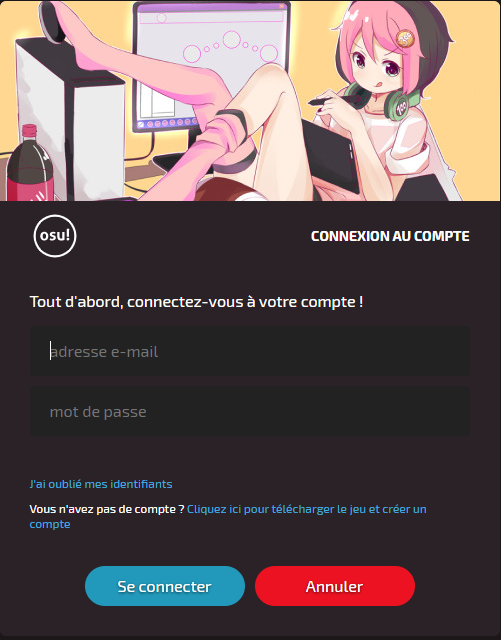 osu!
CONNEXION AU COMPTE
Tout d'abord, connectez-vous à votre compte !
adresse e-mail
mot de passe
J'ai oublié mes identifiants
Vous n'avez pas de compte ? Cliquez ici pour télécharger le jeu et créer un
compte
Se connecter
Annuler